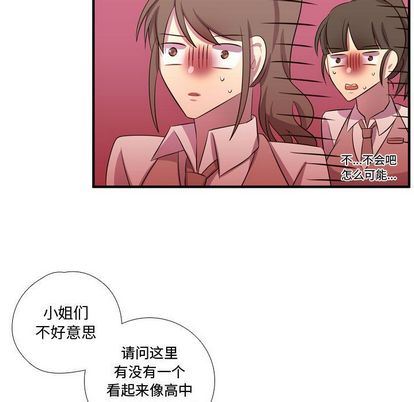 不...不会吧
怎么可能...
小姐们
不好意思
请问这里
有没有一个
看起来像高中